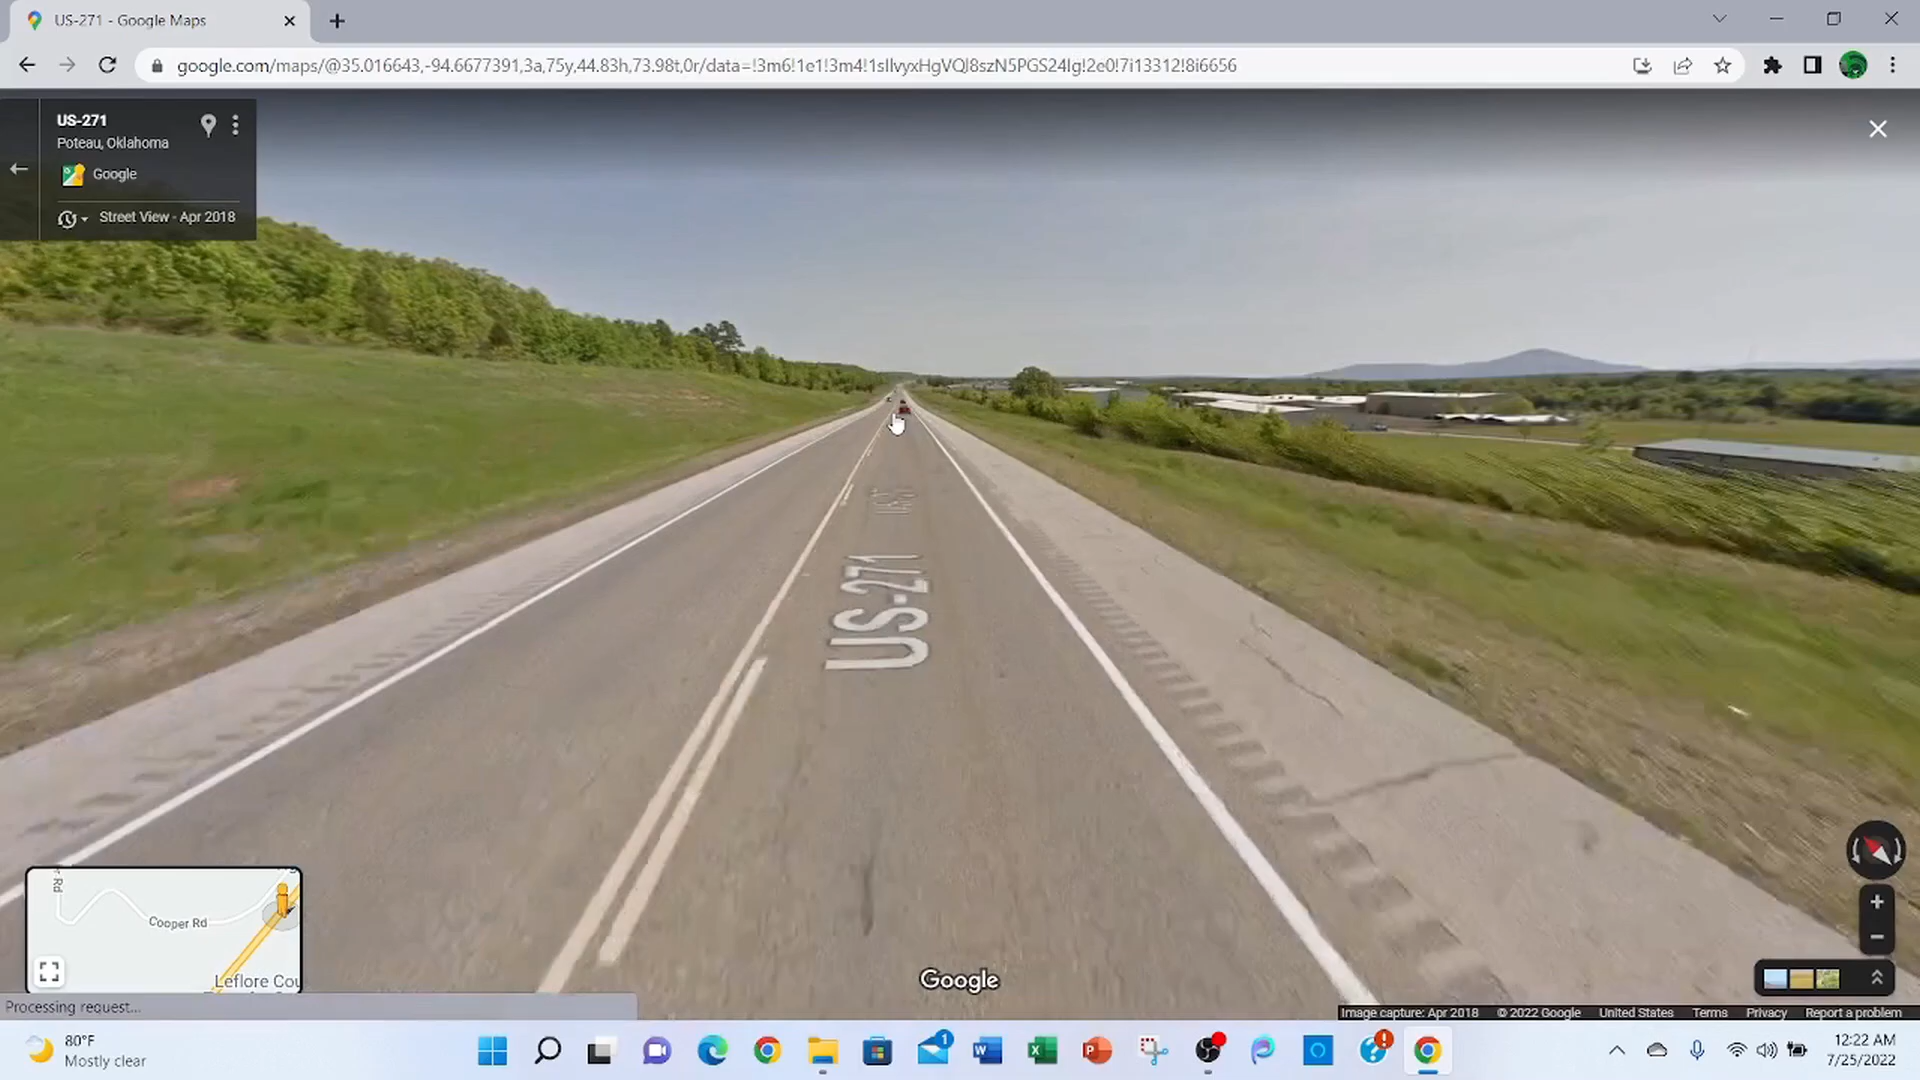 US-271 - Google Maps
google.com/maps/@35.016643,-94.6677391,3a,75y,44.83h,73.98t,0r/data=!3m6!1e1!3m4!1sIlvyxHgVQJ8szN5PGS24lg!2e0!7i13312!8i6656
US-271
Poteau, Oklahoma
Google
Street View - Apr 2018
US-271
Rd
Cooper Rd
Leflore Cou
Google
Processing request...
Image capture: Apr 2018 © 2022 Google United States Terms Privacy Report a problem
80°F
Mostly clear
1
12:22 AM
7/25/2022